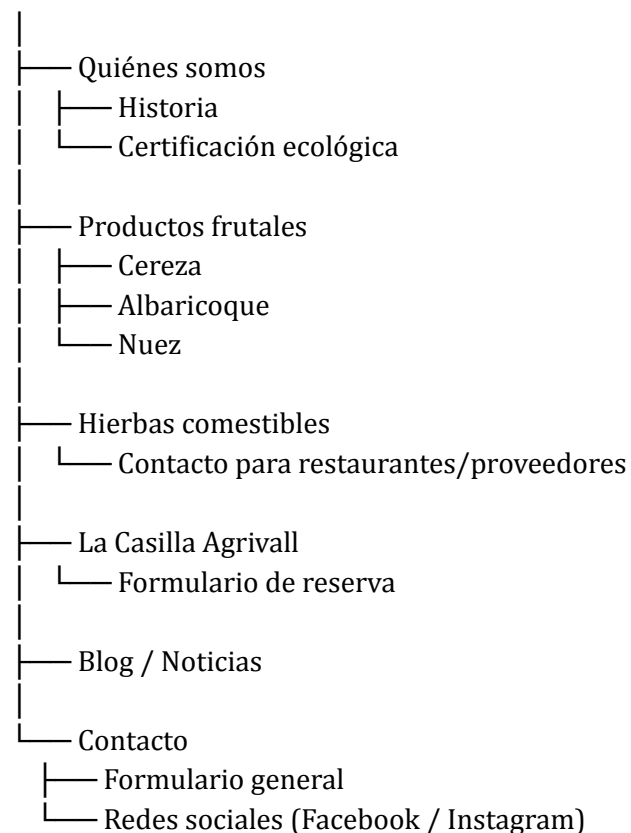 Quiénes somos
Historia
Certificación ecológica
Productos frutales
Cereza
Albaricoque
Nuez
Hierbas comestibles
Contacto para restaurantes/proveedores
La Casilla Agrivall
Formulario de reserva
Blog / Noticias
Contacto
Formulario general
Redes sociales (Facebook / Instagram)